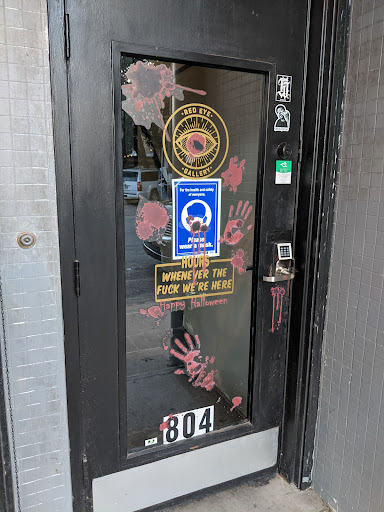 RED EYE
GALLERY
For the health and safety
of everyone.
Please
wear a mask.
HOURS
WHENEVER THE
FUCK WE'RE HERE
Happy Halloween
804